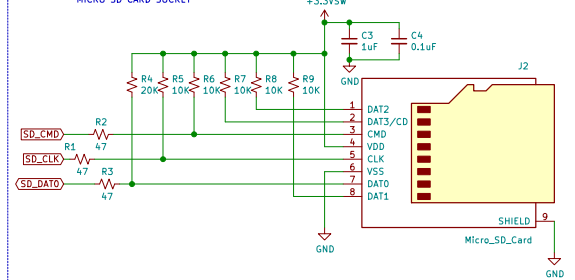 MICRO SD CARD SOCKET
+3.3VSW
C3
1uF
C4
0.1uF
GND
J2
R4
20K
R5
10K
R6
10K
R7
10K
R8
10K
R9
10K
1 DAT2
2 DAT3/CD
3 CMD
4 VDD
5 CLK
6 VSS
7 DAT0
8 DAT1
SD_CMD
R2
47
SD_CLK
R1
47
SD_DAT0
R3
47
SHIELD 9
Micro_SD_Card
GND
GND